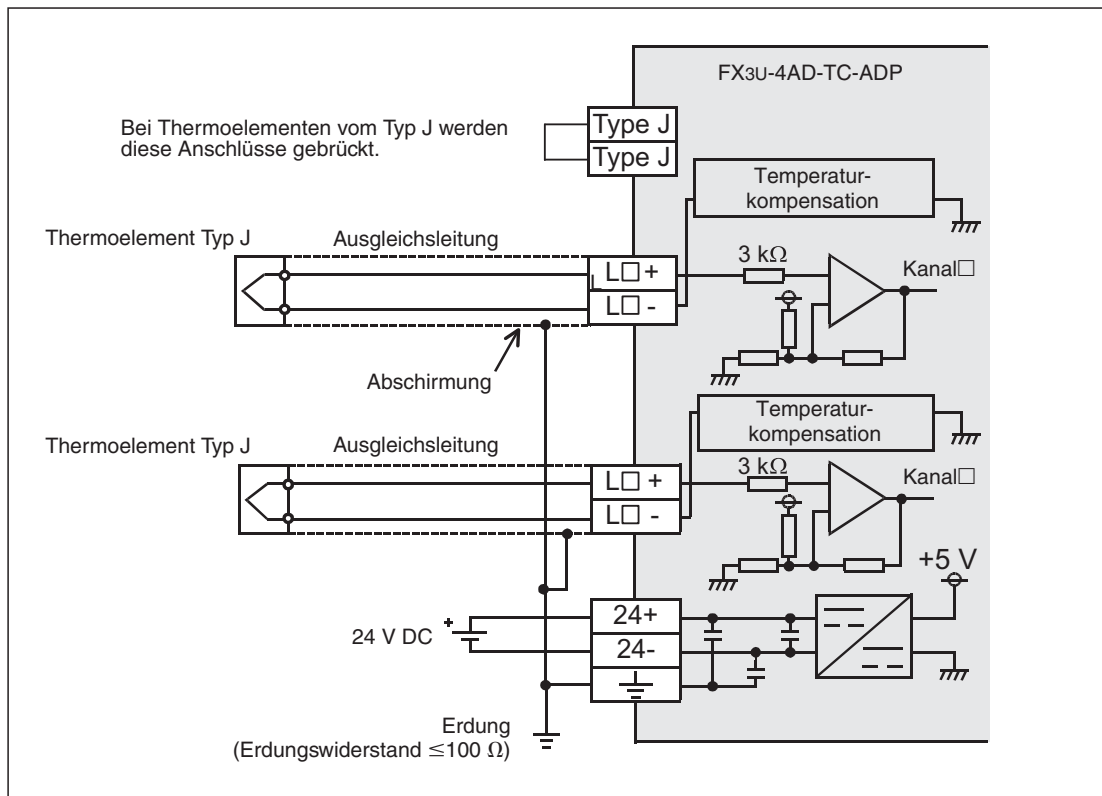 FX3U-4AD-TC-ADP
Bei Thermoelementen vom Typ J werden
diese Anschlüsse gebrückt.
Type J
Type J
Temperatur-
kompensation
Thermoelement Typ J
Ausgleichsleitung
L□ +
L□ -
3 kΩ
Kanal□
Abschirmung
Temperatur-
kompensation
Thermoelement Typ J
Ausgleichsleitung
L□ +
L□ -
3 kΩ
Kanal□
+5 V
24 V DC
+
24+
24-
Erdung
(Erdungswiderstand ≤100 Ω)